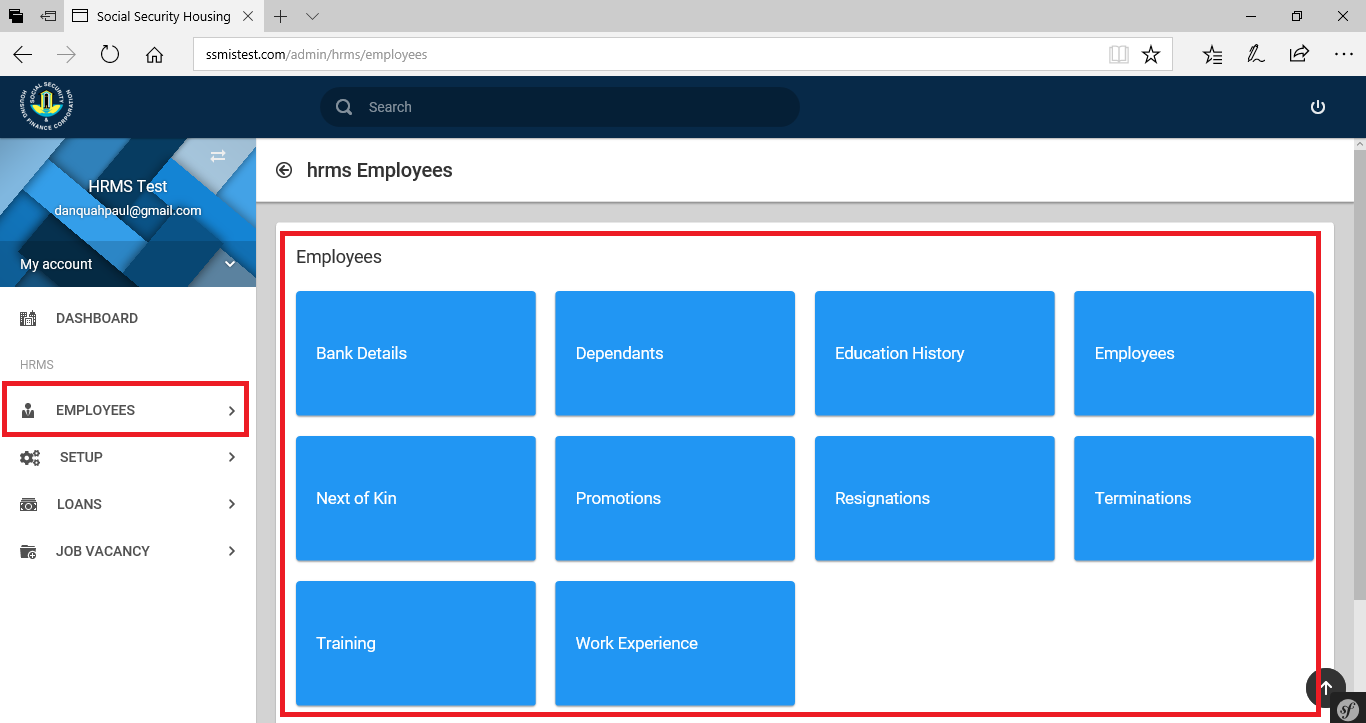 Social Security Housing
ssmistest.com/admin/hrms/employees
SOCIAL SECURITY
HOUSING FINANCE CORPORATION
&
Search
HRMS Test
danquahpaul@gmail.com
My account
DASHBOARD
HRMS
EMPLOYEES
SETUP
LOANS
JOB VACANCY
hrms Employees
Employees
Bank Details
Dependants
Education History
Employees
Next of Kin
Promotions
Resignations
Terminations
Training
Work Experience
sf